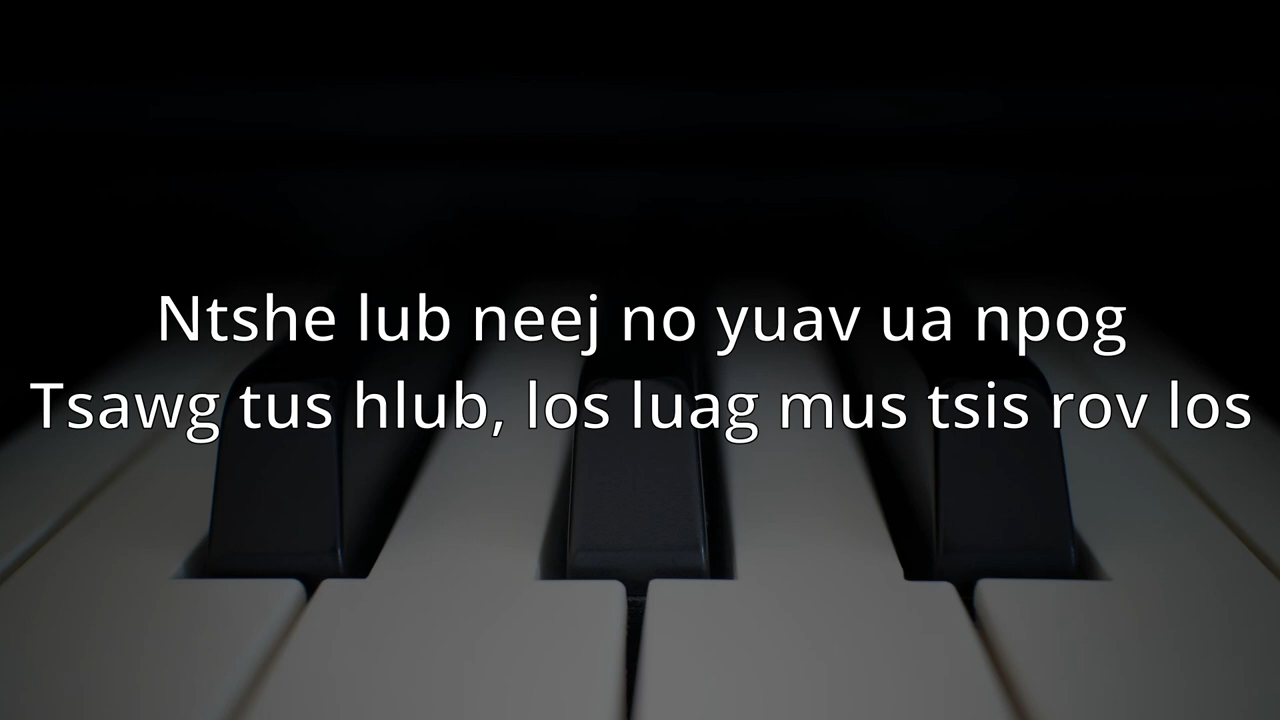 Ntshe lub neej no yuav ua npog
Tsawg tus hlub, los luag mus tsis rov los